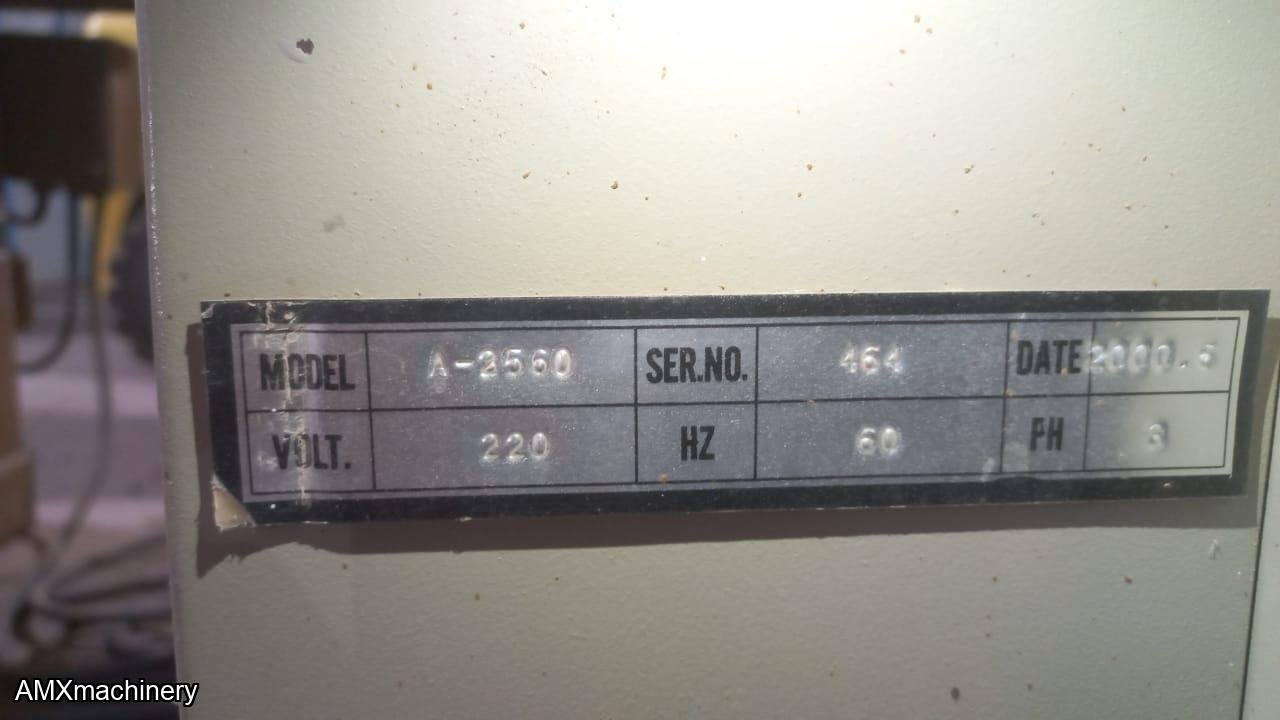 MODEL A-2560 SER.NO. 464 DATE 2000.5
VOLT. 220 HZ 60 PH 3
AMXmachinery